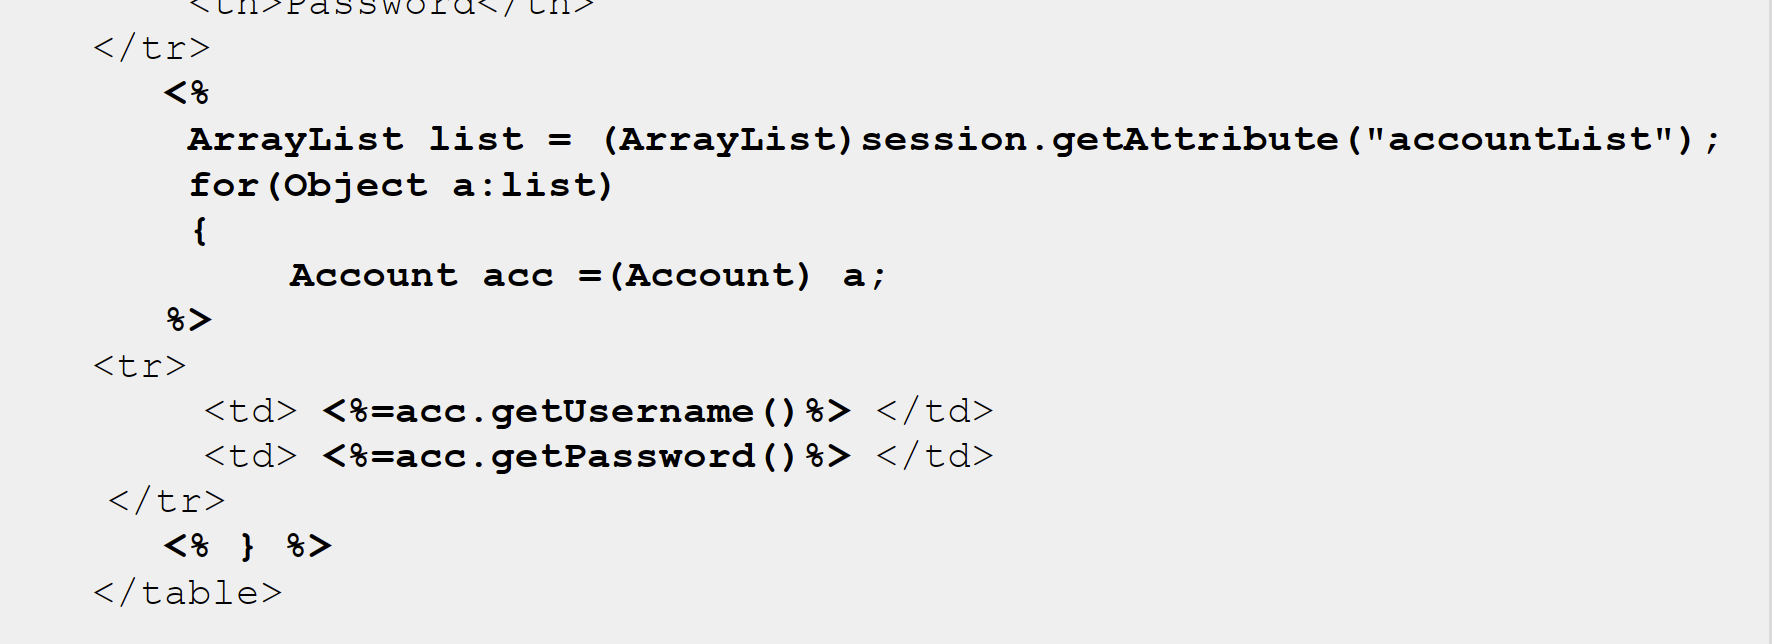 <th>Password</th>
</tr>
<%
ArrayList list = (ArrayList)session.getAttribute("accountList");
for(Object a:list)
{
Account acc =(Account) a;
%>
<tr>
<td> <%=acc.getUsername()%> </td>
<td> <%=acc.getPassword()%> </td>
</tr>
<% } %>
</table>